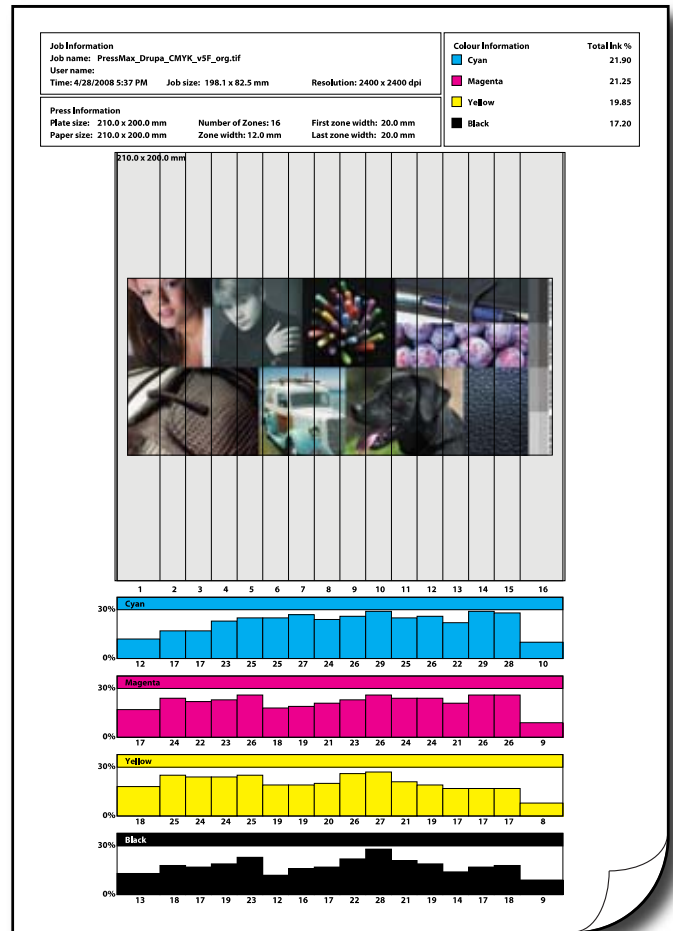 Job Information
Job name: PressMax_Drupa_CMYK_v5F_org.tif
User name:
Time: 4/28/2008 5:37 PM Job size: 198.1 x 82.5 mm Resolution: 2400 x 2400 dpi
Colour Information Total Ink %
Cyan 21.90
Magenta 21.25
Yellow 19.85
Black 17.20
Press Information
Plate size: 210.0 x 200.0 mm Number of Zones: 16 First zone width: 20.0 mm
Paper size: 210.0 x 200.0 mm Zone width: 12.0 mm Last zone width: 20.0 mm
210.0 x 200.0 mm
1 2 3 4 5 6 7 8 9 10 11 12 13 14 15 16
Cyan
30%
0%
12 17 17 23 25 25 27 24 26 29 25 26 22 29 28 10
Magenta
30%
0%
17 24 22 23 26 18 19 21 23 26 24 24 21 26 26 9
Yellow
30%
0%
18 25 24 24 25 19 19 20 26 27 21 19 17 17 17 8
Black
30%
0%
13 18 17 19 23 12 16 17 22 28 21 19 14 17 18 9